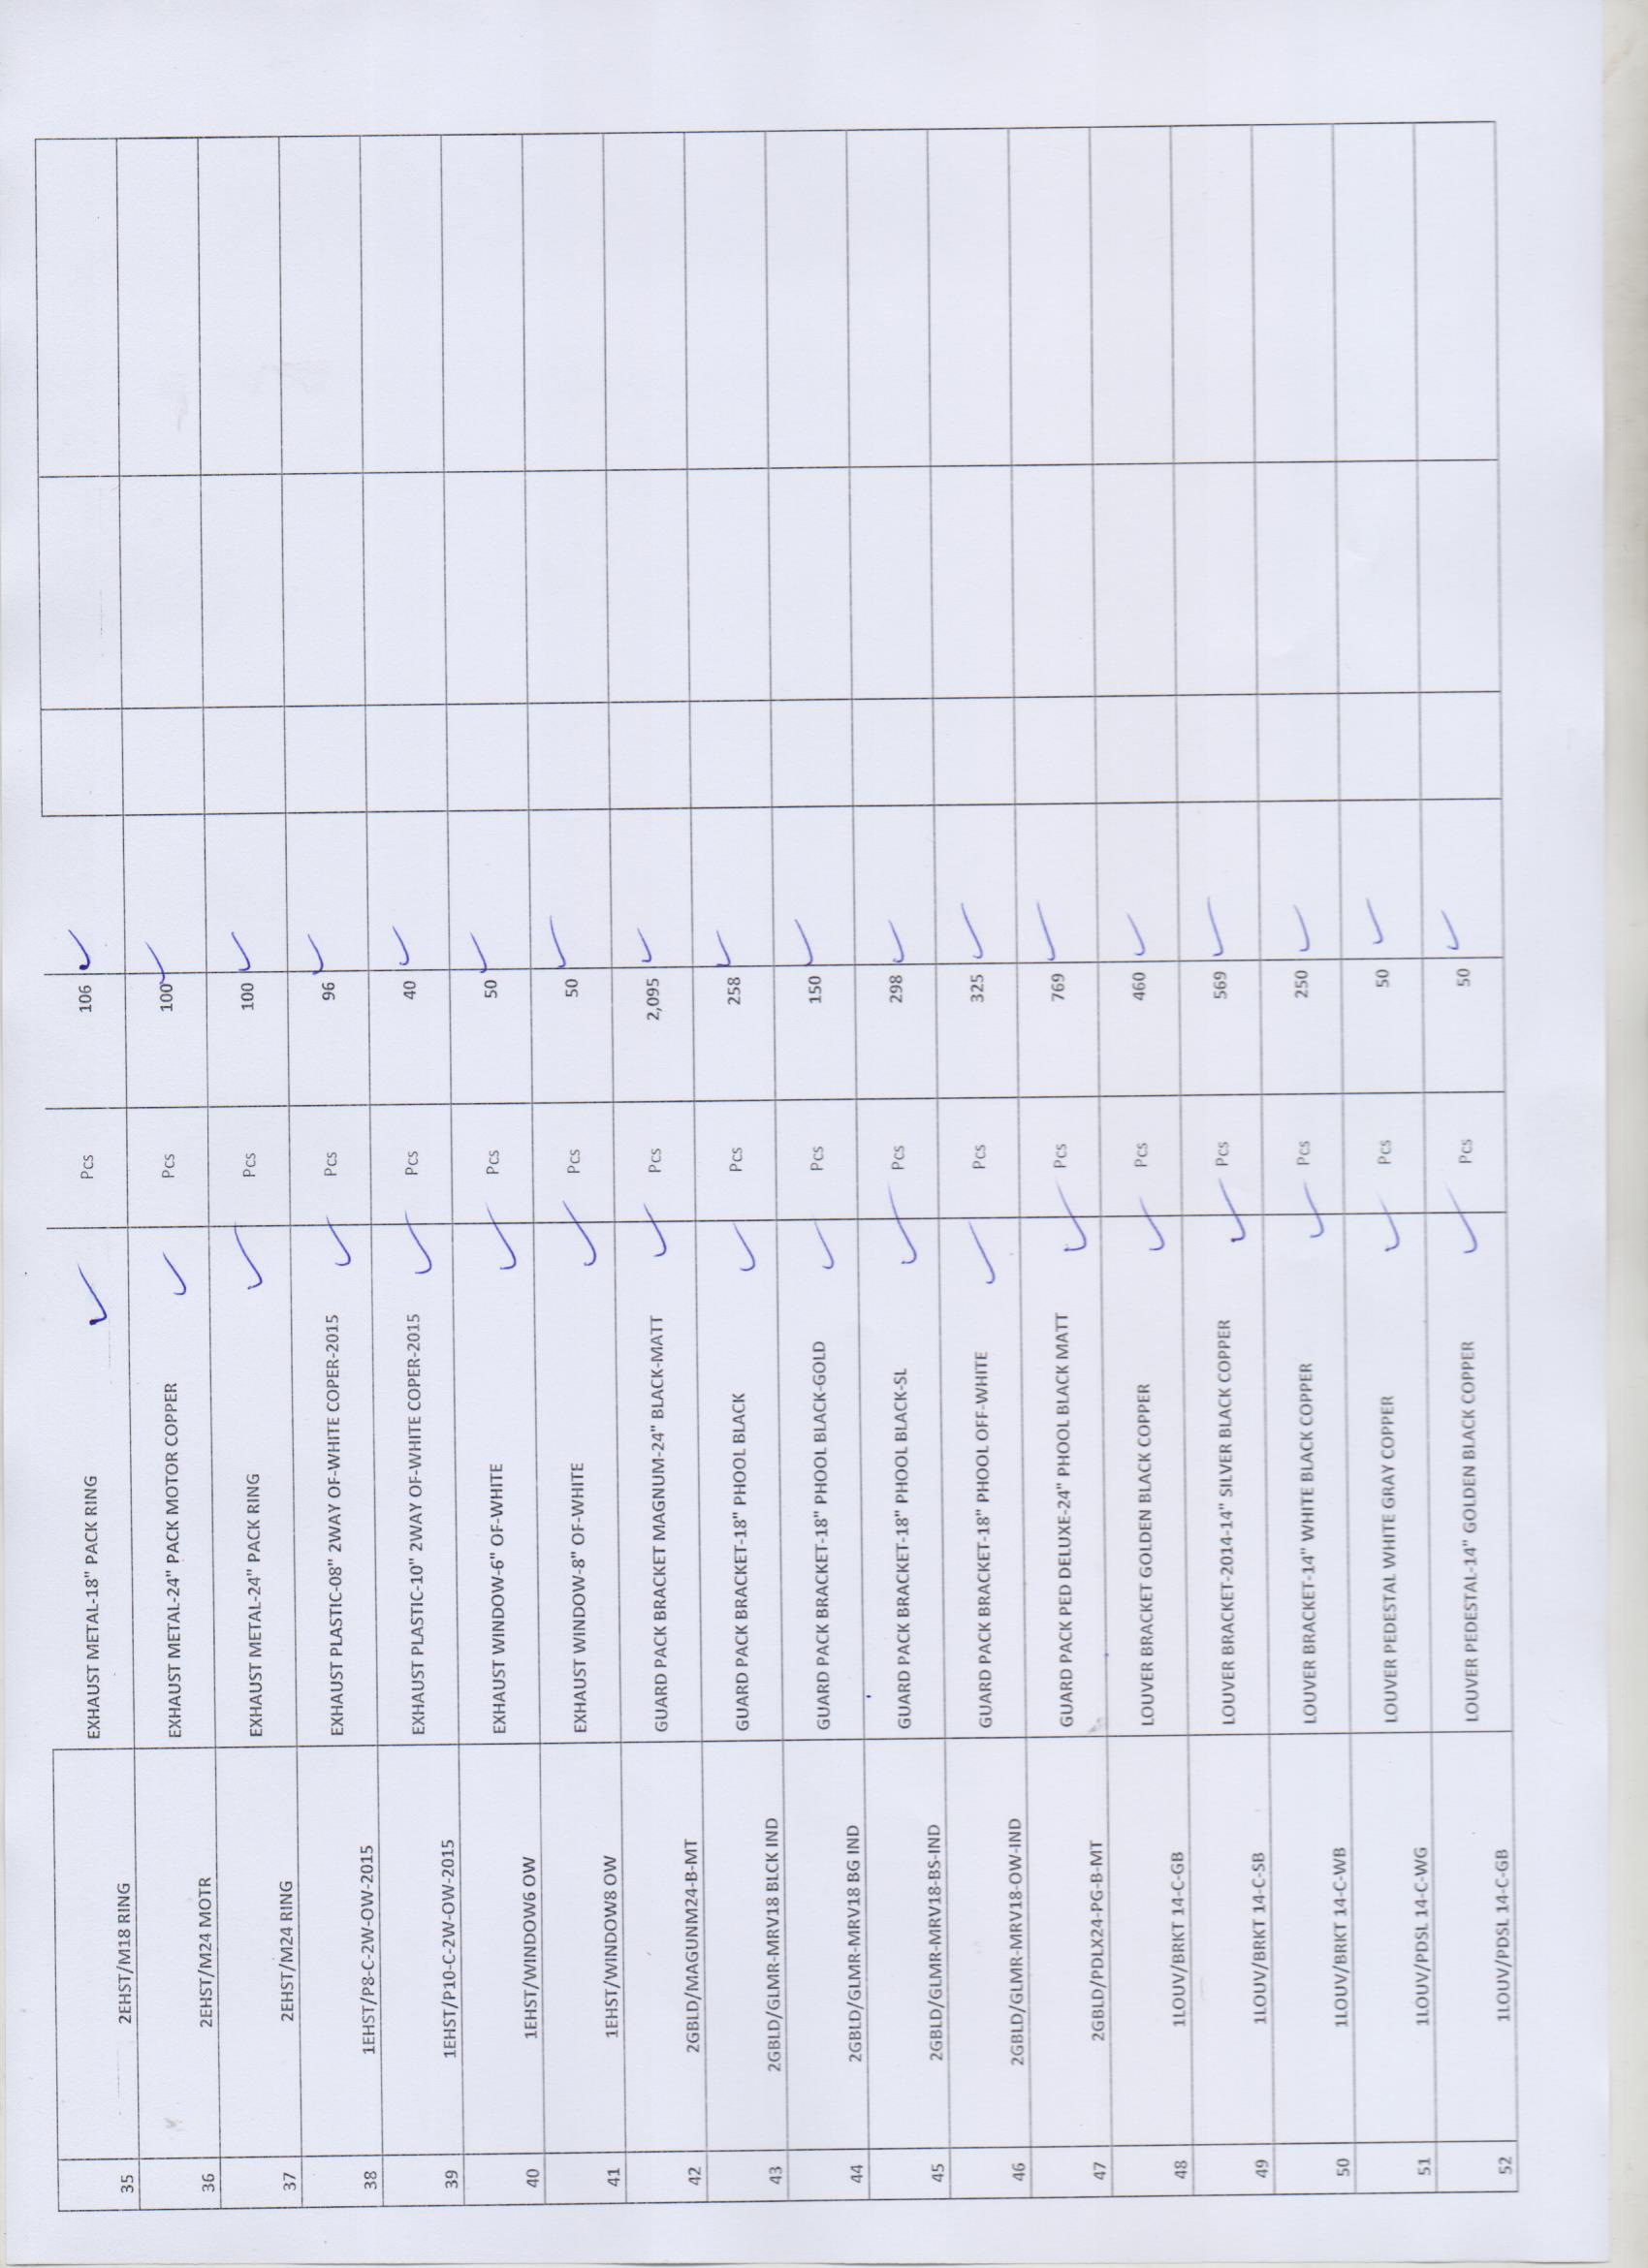 EXHAUST METAL-18" PACK RING ✓ Pcs 106 ✓
35 2EHST/M18 RING
EXHAUST METAL-24" PACK MOTOR COPPER ✓ Pcs 100 ✓
36 2EHST/M24 MOTR
EXHAUST METAL-24" PACK RING ✓ Pcs 100 ✓
37 2EHST/M24 RING
EXHAUST PLASTIC-08" 2WAY OF-WHITE COPER-2015 ✓ Pcs 96 ✓
38 1EHST/P8-C-2W-OW-2015
EXHAUST PLASTIC-10" 2WAY OF-WHITE COPER-2015 ✓ Pcs 40 ✓
39 1EHST/P10-C-2W-OW-2015
EXHAUST WINDOW-6" OF-WHITE ✓ Pcs 50 ✓
40 1EHST/WINDOW6 OW
EXHAUST WINDOW-8" OF-WHITE ✓ Pcs 50 ✓
41 1EHST/WINDOW8 OW
GUARD PACK BRACKET MAGNUM-24" BLACK-MATT ✓ Pcs 2,095 ✓
42 2GBLD/MAGUNM24-B-MT
GUARD PACK BRACKET-18" PHOOL BLACK ✓ Pcs 258 ✓
43 2GBLD/GLMR-MRV18 BLCK IND
GUARD PACK BRACKET-18" PHOOL BLACK-GOLD ✓ Pcs 150 ✓
44 2GBLD/GLMR-MRV18 BG IND
GUARD PACK BRACKET-18" PHOOL BLACK-SL ✓ Pcs 298 ✓
45 2GBLD/GLMR-MRV18-BS-IND
GUARD PACK BRACKET-18" PHOOL OFF-WHITE ✓ Pcs 325 ✓
46 2GBLD/GLMR-MRV18-OW-IND
GUARD PACK PED DELUXE-24" PHOOL BLACK MATT ✓ Pcs 769 ✓
47 2GBLD/PDLX24-PG-B-MT
LOUVER BRACKET GOLDEN BLACK COPPER ✓ Pcs 460 ✓
48 1LOUV/BRKT 14-C-GB
LOUVER BRACKET-2014-14" SILVER BLACK COPPER ✓ Pcs 569 ✓
49 1LOUV/BRKT 14-C-SB
LOUVER BRACKET-14" WHITE BLACK COPPER ✓ Pcs 250 ✓
50 1LOUV/BRKT 14-C-WB
LOUVER PEDESTAL WHITE GRAY COPPER ✓ Pcs 50 ✓
51 1LOUV/PDSL 14-C-WG
LOUVER PEDESTAL-14" GOLDEN BLACK COPPER ✓ Pcs 50 ✓
52 1LOUV/PDSL 14-C-GB